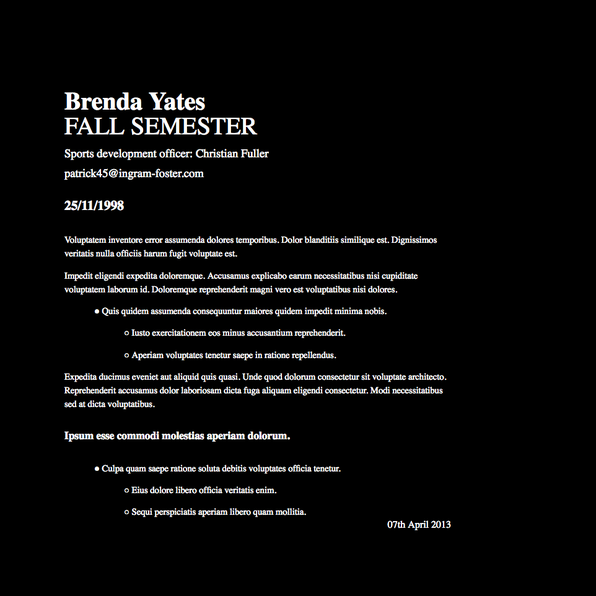 Brenda Yates
FALL SEMESTER
Sports development officer: Christian Fuller
patrick45@ingram-foster.com
25/11/1998
Voluptatem inventore error assumenda dolores temporibus. Dolor blanditiis similique est. Dignissimos
veritatis nulla officiis harum fugit voluptate est.
Impedit eligendi expedita doloremque. Accusamus explicabo earum necessitatibus nisi cupiditate
voluptatem laborum id. Doloremque reprehenderit magni vero est voluptatibus nisi dolores.
● Quis quidem assumenda consequuntur maiores quidem impedit minima nobis.
○ Iusto exercitationem eos minus accusantium reprehenderit.
○ Aperiam voluptates tenetur saepe in ratione repellendus.
Expedita ducimus eveniet aut aliquid quis quasi. Unde quod dolorum consectetur sit voluptate architecto.
Reprehenderit accusamus dolor laboriosam dicta fuga aliquam eligendi consectetur. Modi necessitatibus
sed at dicta voluptatibus.
Ipsum esse commodi molestias aperiam dolorum.
● Culpa quam saepe ratione soluta debitis voluptates officia tenetur.
○ Eius dolore libero officia veritatis enim.
○ Sequi perspiciatis aperiam libero quam mollitia.
07th April 2013